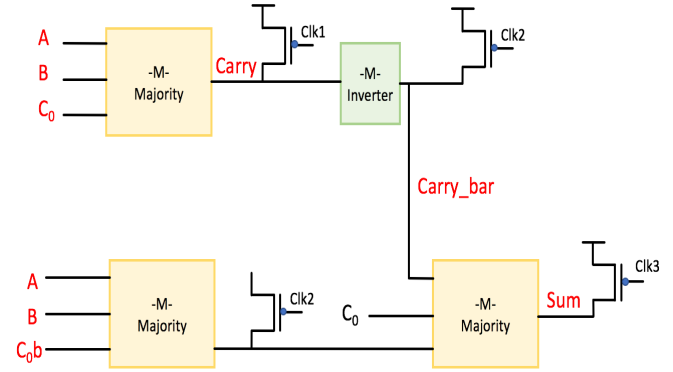 A
B
C₀
-M-
Majority
Carry
Clk1
-M-
Inverter
Clk2
Carry_bar
A
B
C₀b
-M-
Majority
Clk2
C₀
-M-
Majority
Sum
Clk3